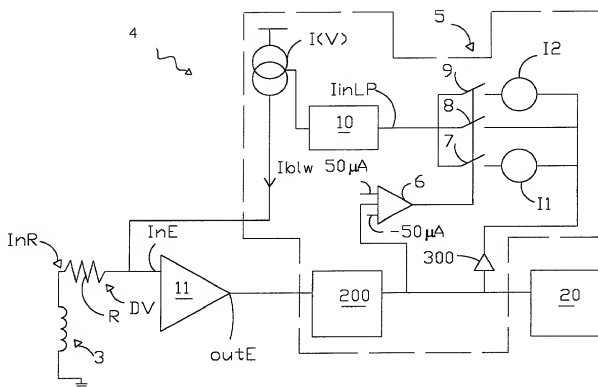 4
I(V)
5
I2
9
IinLP
8
10
7
Iblw 50µA
6
I1
-50µA
InR
InE
300
R
DV
11
200
20
3
outE